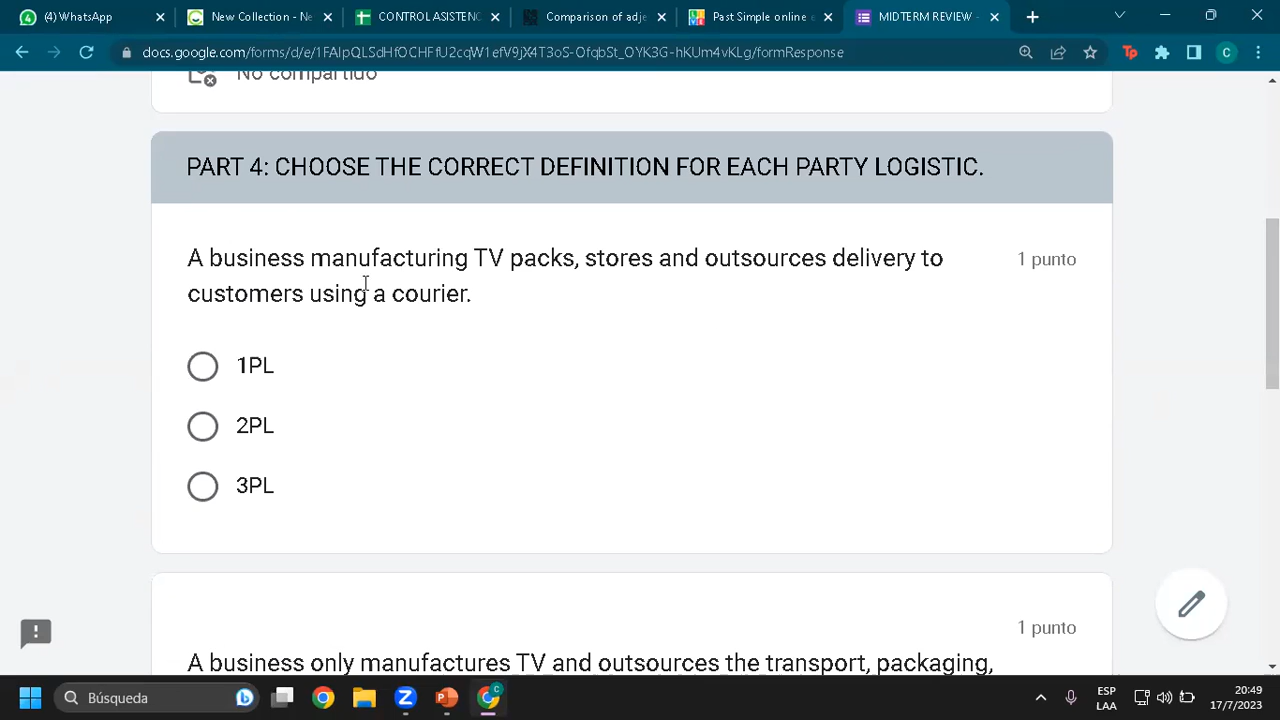 (4) WhatsApp
New Collection - Ne
CONTROL ASISTENC
Comparison of adje
Past Simple online e
MIDTERM REVIEW -
docs.google.com/forms/d/e/1FAIpQLSdHfOCHFfU2cqW1efV9jX4T3oS-OfqbSt_OYK3G-hKUm4vKLg/formResponse
No compartido
PART 4: CHOOSE THE CORRECT DEFINITION FOR EACH PARTY LOGISTIC.
A business manufacturing TV packs, stores and outsources delivery to
customers using a courier.
1 punto
1PL
2PL
3PL
1 punto
A business only manufactures TV and outsources the transport, packaging,
Búsqueda
ESP
LAA
20:49
17/7/2023